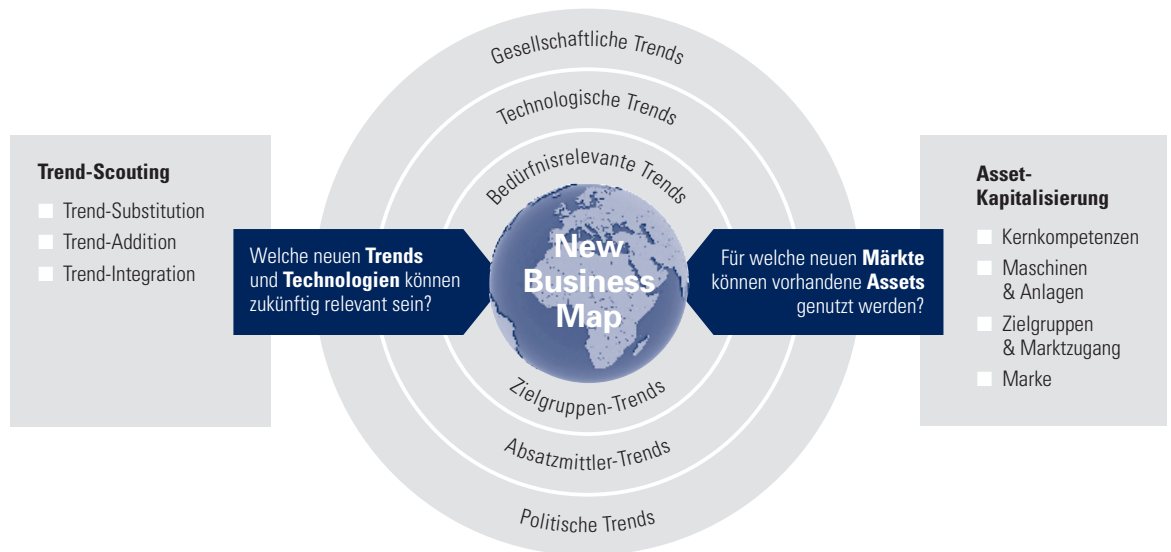 Gesellschaftliche Trends
Technologische Trends
Bedürfnisrelevante Trends
Trend-Scouting
Trend-Substitution
Trend-Addition
Trend-Integration
Welche neuen Trends
und Technologien können
zukünftig relevant sein?
New
Business
Map
Für welche neuen Märkte
können vorhandene Assets
genutzt werden?
Asset-
Kapitalisierung
Kernkompetenzen
Maschinen
& Anlagen
Zielgruppen
& Marktzugang
Marke
Zielgruppen-Trends
Absatzmittler-Trends
Politische Trends